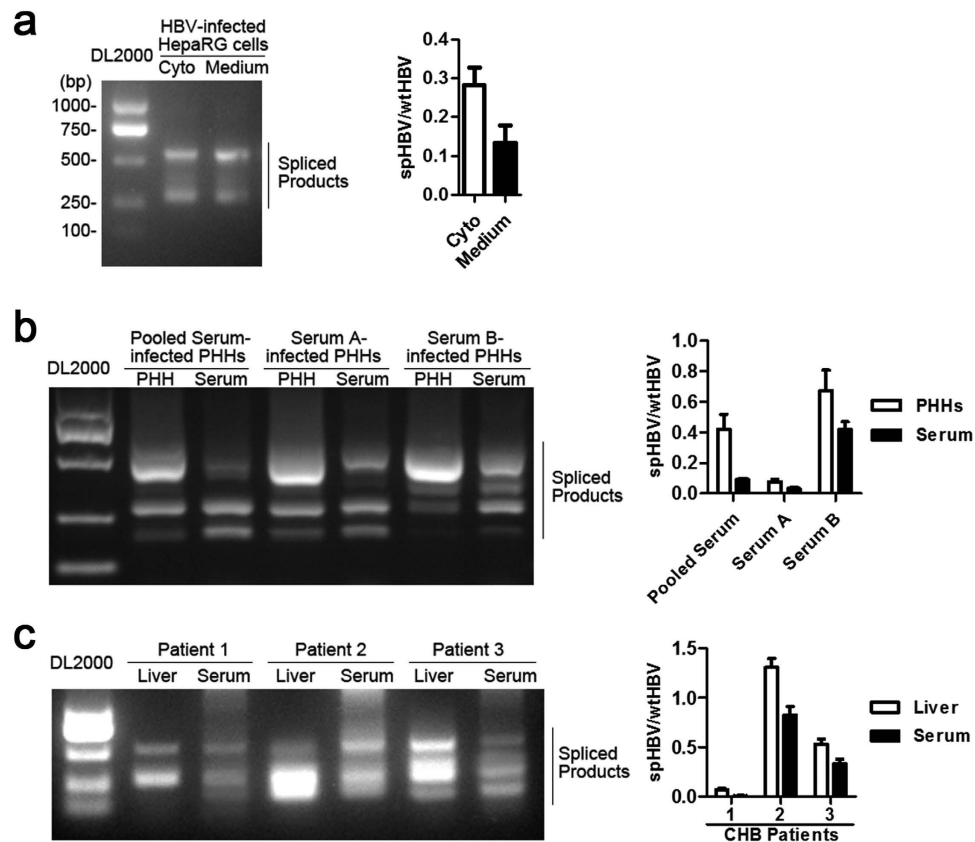 a
HBV-infected
HepaRG cells
DL2000
Cyto Medium
(bp)
1000-
750-
500-
250-
100-
Spliced
Products
spHBV/wtHBV
0.4
0.3
0.2
0.1
0.0
Cyto
Medium
b
Pooled Serum-
infected PHHs
Serum A-
infected PHHs
Serum B-
infected PHHs
DL2000
PHH Serum PHH Serum PHH Serum
Spliced
Products
spHBV/wtHBV
1.0
0.8
0.6
0.4
0.2
0.0
Pooled Serum
Serum A
Serum B
PHHs
Serum
c
Patient 1 Patient 2 Patient 3
DL2000
Liver Serum Liver Serum Liver Serum
Spliced
Products
spHBV/wtHBV
1.5
1.0
0.5
0.0
1 2 3
CHB Patients
Liver
Serum